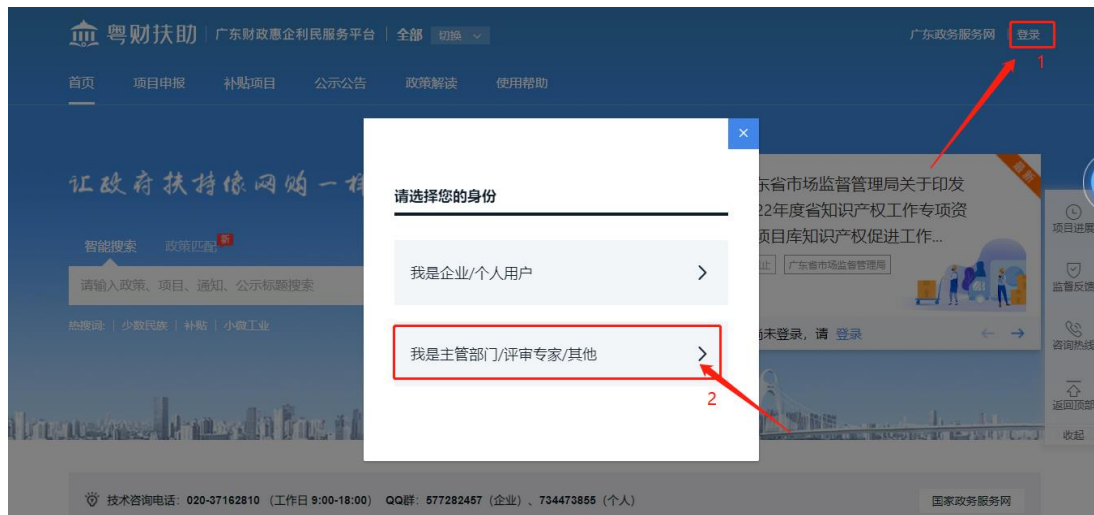 粤财扶助 广东财政惠企利民服务平台 全部 切换
广东政务服务网 登录
1
首页 项目申报 补贴项目 公示公告 政策解读 使用帮助
让政府扶持像网购一样
智能搜索 政策匹配 新
请输入政策、项目、通知、公示标题搜索
热搜词: 少数民族 | 补贴 | 小微工业
×
请选择您的身份
我是企业/个人用户
我是主管部门/评审专家/其他
2
最新
东省市场监督管理局关于印发
22年度省知识产权工作专项资
项目库知识产权促进工作...
止 广东省市场监督管理局
尚未登录，请 登录
项目进展
监督反馈
咨询热线
返回顶部
收起
技术咨询电话：020-37162810 （工作日 9:00-18:00） QQ群：577282457（企业）、734473855（个人）
国家政务服务网